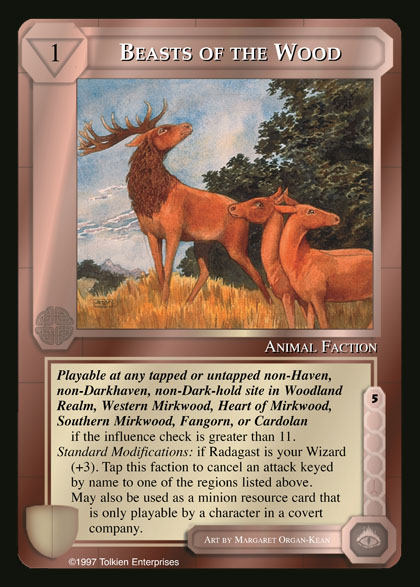 1
BEASTS OF THE WOOD
ANIMAL FACTION
Playable at any tapped or untapped non-Haven,
non-Darkhaven, non-Dark-hold site in Woodland
Realm, Western Mirkwood, Heart of Mirkwood,
Southern Mirkwood, Fangorn, or Cardolan
if the influence check is greater than 11.
Standard Modifications: if Radagast is your Wizard
(+3). Tap this faction to cancel an attack keyed
by name to one of the regions listed above.
May also be used as a minion resource card that
is only playable by a character in a covert
company.
5
ART BY MARGARET ORGAN-KEAN
©1997 Tolkien Enterprises